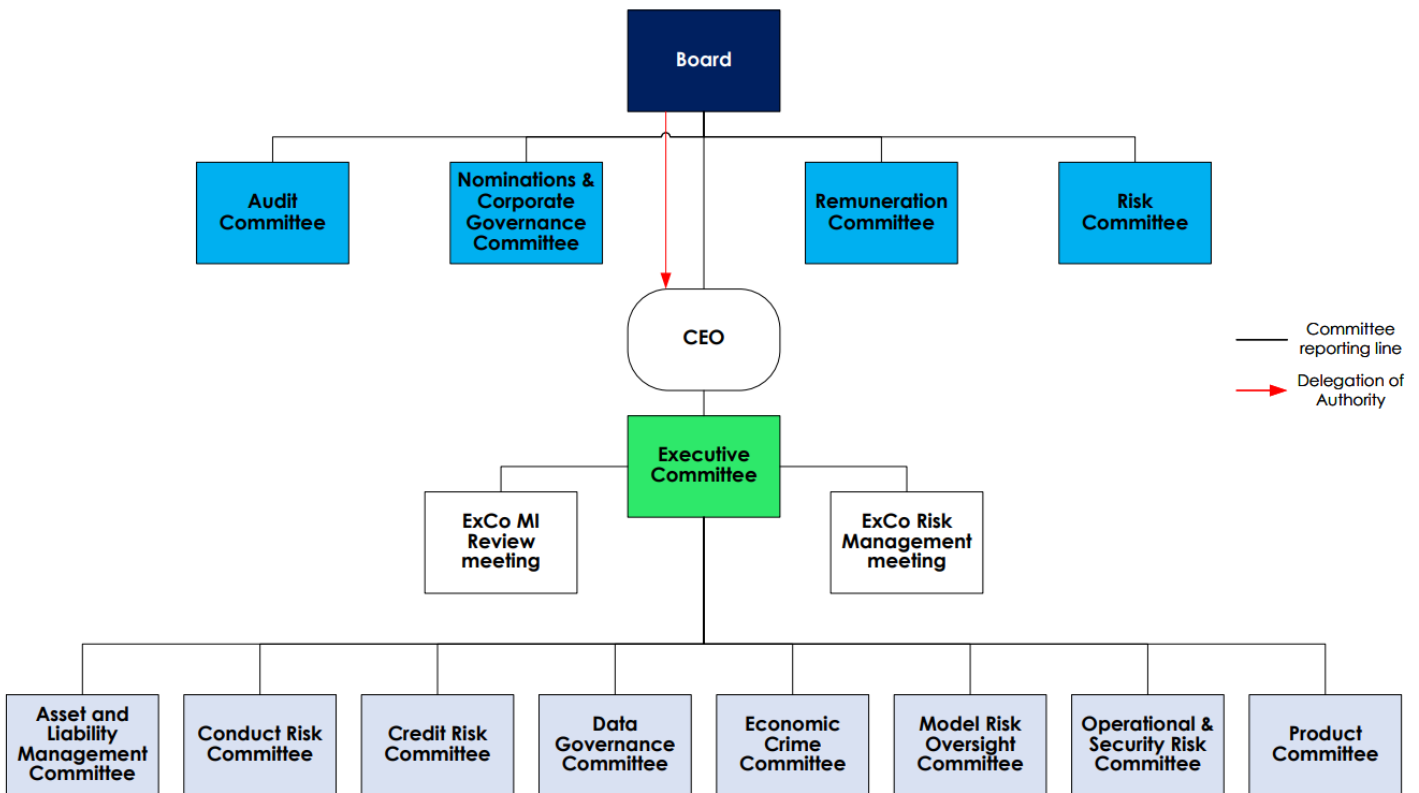 Board
Audit
Committee
Nominations &
Corporate
Governance
Committee
Remuneration
Committee
Risk
Committee
CEO
Committee
reporting line
Delegation of
Authority
Executive
Committee
ExCo MI
Review
meeting
ExCo Risk
Management
meeting
Asset and
Liability
Management
Committee
Conduct Risk
Committee
Credit Risk
Committee
Data
Governance
Committee
Economic
Crime
Committee
Model Risk
Oversight
Committee
Operational &
Security Risk
Committee
Product
Committee